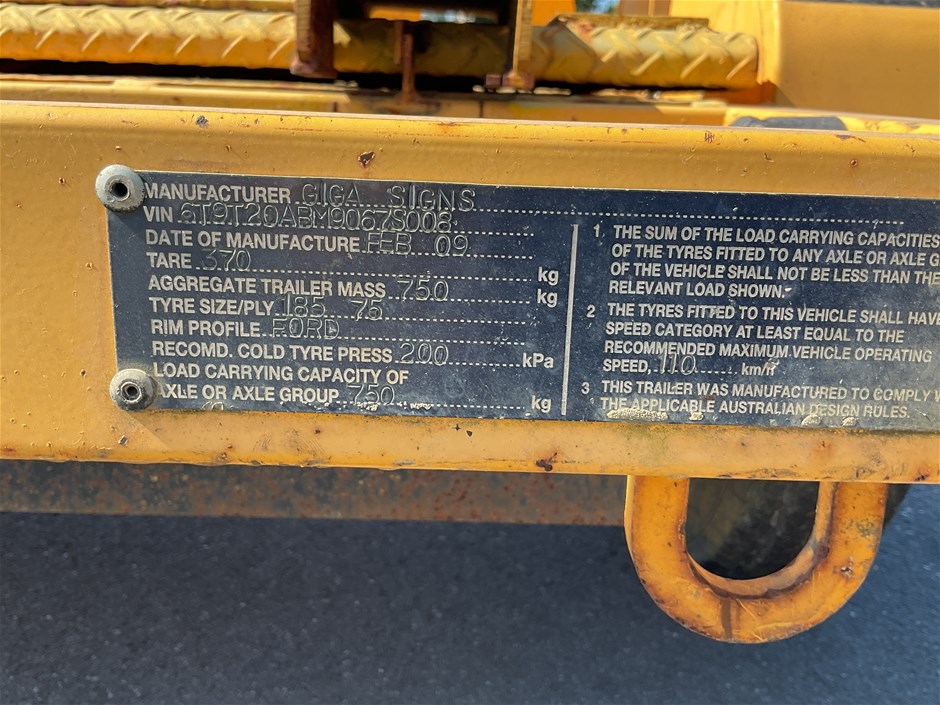 MANUFACTURER GIGA SIGNS
VIN 6T9T20ABM9067S008
DATE OF MANUFACTURE FEB 09
TARE 370 kg
AGGREGATE TRAILER MASS 750 kg
TYRE SIZE/PLY 185 75
RIM PROFILE FORD
RECOMD. COLD TYRE PRESS 200 kPa
LOAD CARRYING CAPACITY OF
AXLE OR AXLE GROUP 750 kg
1 THE SUM OF THE LOAD CARRYING CAPACITIES
OF THE TYRES FITTED TO ANY AXLE OR AXLE G
OF THE VEHICLE SHALL NOT BE LESS THAN THE
RELEVANT LOAD SHOWN.
2 THE TYRES FITTED TO THIS VEHICLE SHALL HAVE
SPEED CATEGORY AT LEAST EQUAL TO THE
RECOMMENDED MAXIMUM VEHICLE OPERATING
SPEED, 110 km/h
3 THIS TRAILER WAS MANUFACTURED TO COMPLY W
THE APPLICABLE AUSTRALIAN DESIGN RULES.